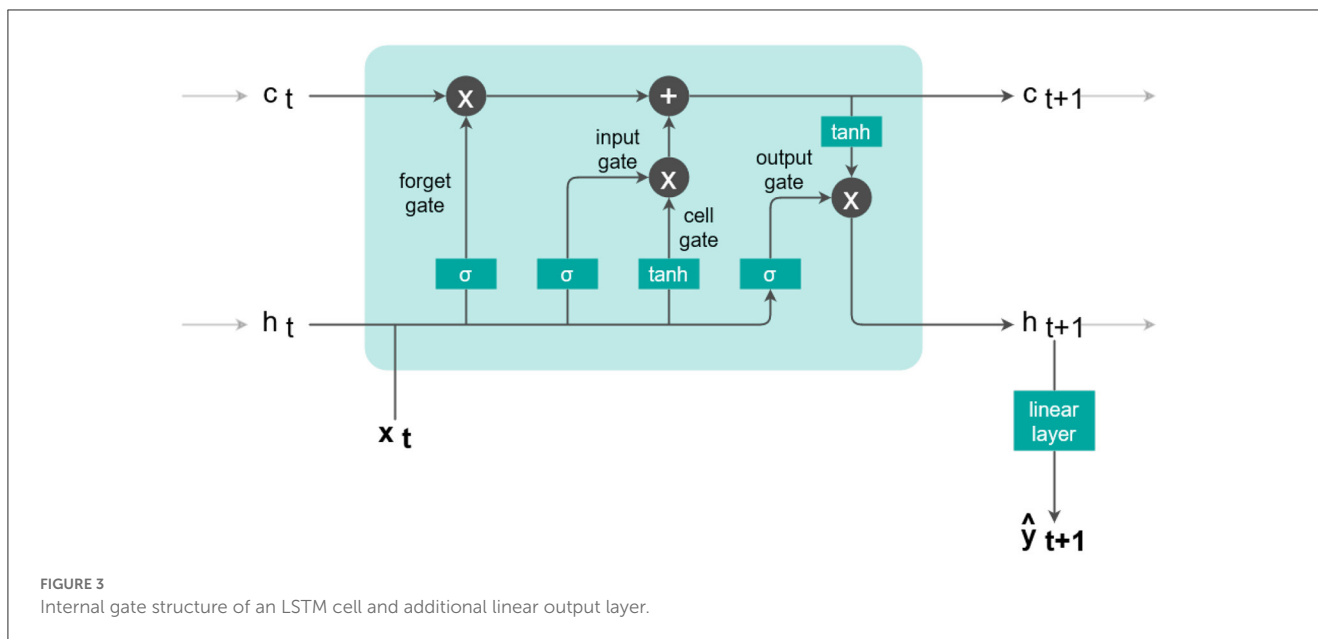 c t
X
+
c t+1
tanh
input
gate
output
gate
forget
gate
X
X
cell
gate
σ
σ
tanh
σ
h t
h t+1
x t
linear
layer
ŷ t+1
FIGURE 3
Internal gate structure of an LSTM cell and additional linear output layer.